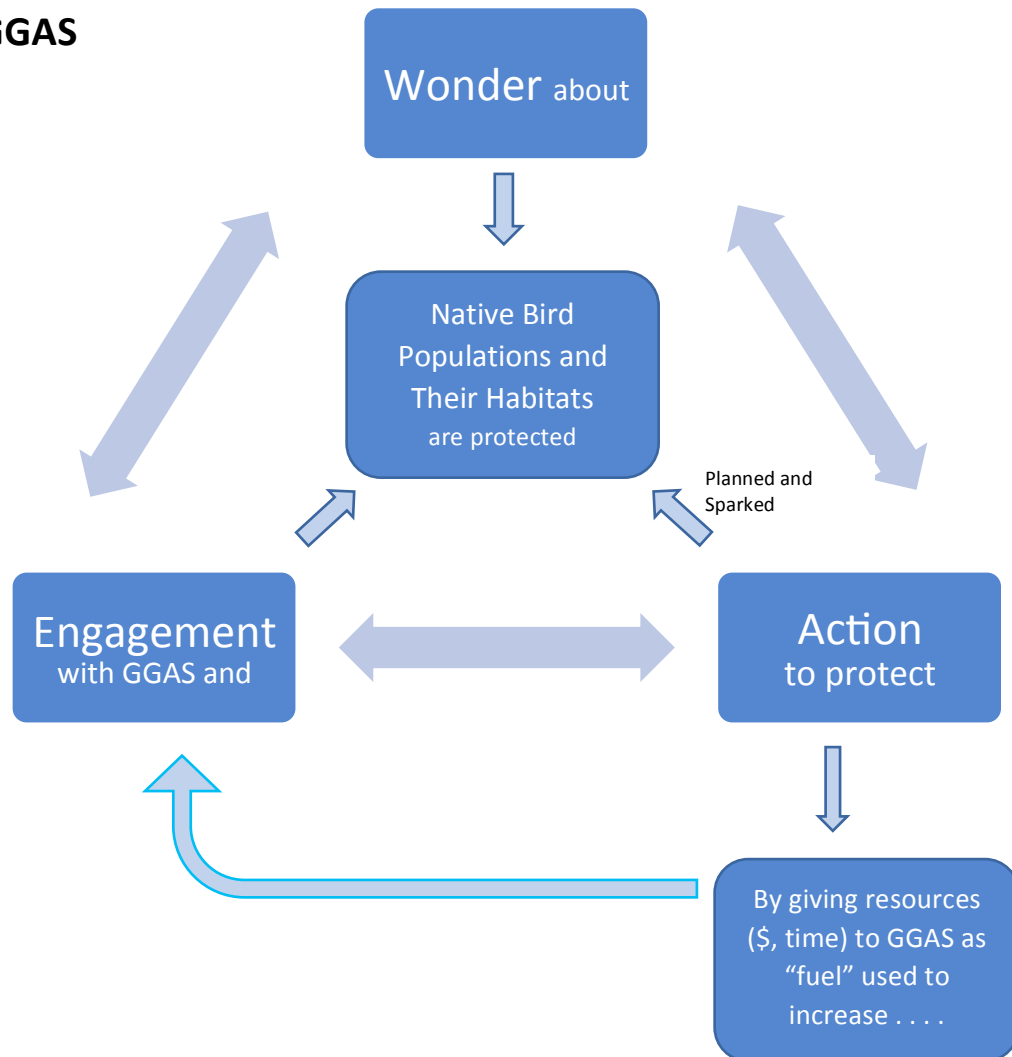 GGAS
Wonder about
Native Bird
Populations and
Their Habitats
are protected
Planned and
Sparked
Engagement
with GGAS and
Action
to protect
By giving resources
($, time) to GGAS as
“fuel” used to
increase . . . .